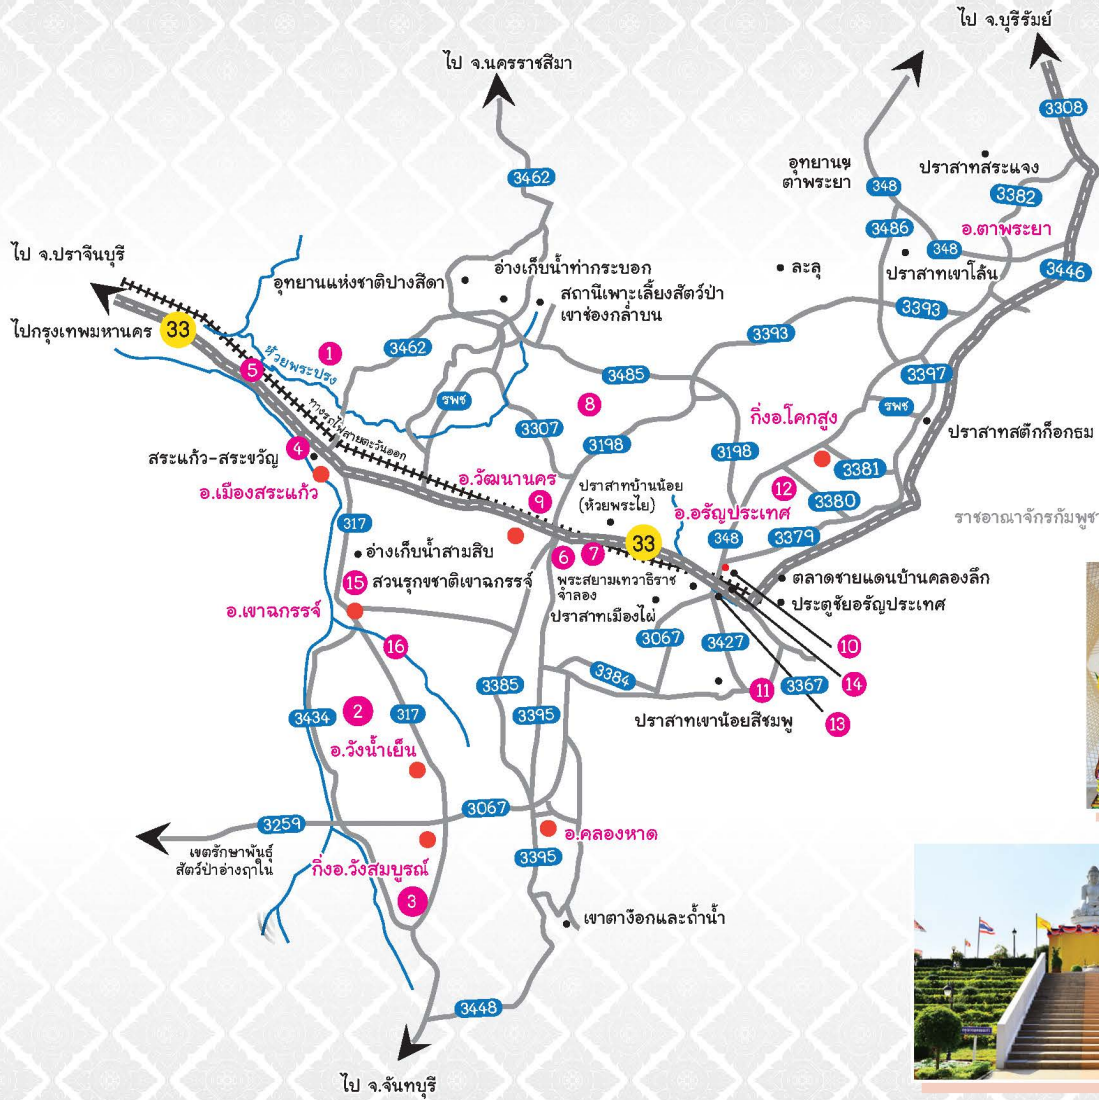 ไป จ.บุรีรัมย์
ไป จ.นครราชสีมา
3308
อุทยานฯ
ตาพระยา
ปราสาทสระแจง
3462
348
3382
3486
อ.ตาพระยา
348
ไป จ.ปราจีนบุรี
อุทยานแห่งชาติปางสีดา
อ่างเก็บน้ำท่ากระบอก
ละลุ
ปราสาทเขาโล้น
3446
สถานีเพาะเลี้ยงสัตว์ป่า
เขาช่องกล่ำบน
ไปกรุงเทพมหานคร
33
3393
3393
1
3462
ห้วยพระปรง
5
3485
3397
รพช
ทางรถไฟสายตะวันออก
8
กิ่งอ.โคกสูง
รพช
3307
3198
3198
ปราสาทสต๊กก็อกธม
4
สระแก้ว-สระขวัญ
อ.เมืองสระแก้ว
อ.วัฒนานคร
9
ปราสาทบ้านน้อย
(ห้วยพระใย)
3381
12
3380
อ.อรัญประเทศ
ราชอาณาจักรกัมพูชา
317
33
348
3379
อ่างเก็บน้ำสามสิบ
6
7
15
สวนรุกขชาติเขาฉกรรจ์
พระสยามเทวาธิราช
จำลอง
ตลาดชายแดนบ้านคลองลึก
อ.เขาฉกรรจ์
ปราสาทเมืองไผ่
ประตูชัยอรัญประเทศ
16
3067
3427
10
3384
3385
11
3367
14
2
3434
317
3395
ปราสาทเขาน้อยสีชมพู
13
อ.วังน้ำเย็น
3067
3259
อ.คลองหาด
เขตรักษาพันธุ์
สัตว์ป่าอ่างฤาไน
กิ่งอ.วังสมบูรณ์
3395
3
เขาตาง๊อกและถ้ำน้ำ
3448
ไป จ.จันทบุรี